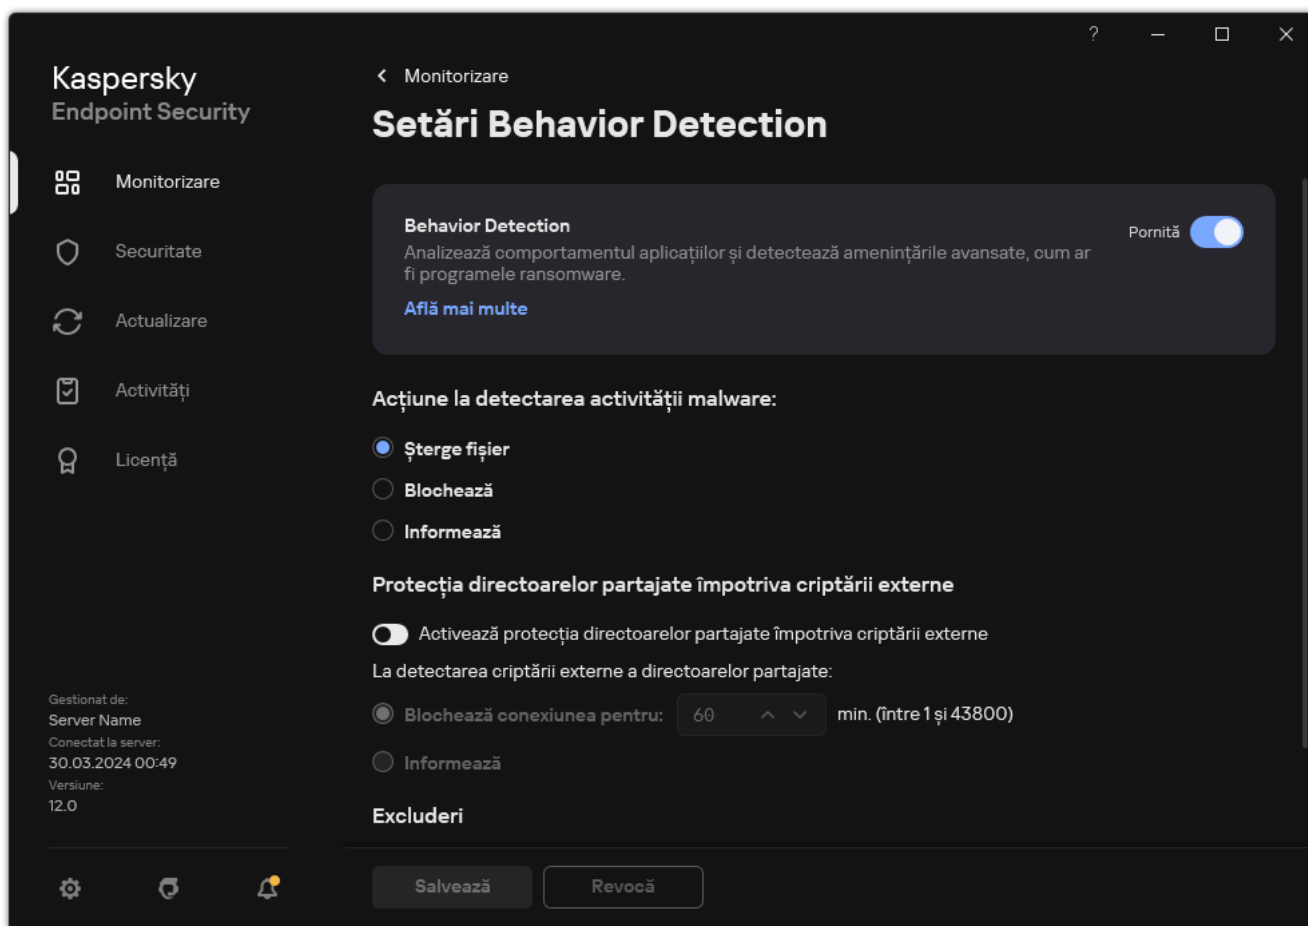 Kaspersky
Endpoint Security
Monitorizare
Securitate
Actualizare
Activități
Licență
Gestionat de:
Server Name
Conectat la server:
30.03.2024 00:49
Versiune:
12.0
?
Monitorizare
Setări Behavior Detection
Behavior Detection
Pornită
Analizează comportamentul aplicațiilor și detectează amenințările avansate, cum ar
fi programele ransomware.
Află mai multe
Acțiune la detectarea activității malware:
Șterge fișier
Blochează
Informează
Protecția directoarelor partajate împotriva criptării externe
Activează protecția directoarelor partajate împotriva criptării externe
La detectarea criptării externe a directoarelor partajate:
Blochează conexiunea pentru: 60 min. (între 1 și 43800)
Informează
Excluderi
Salvează Revocă